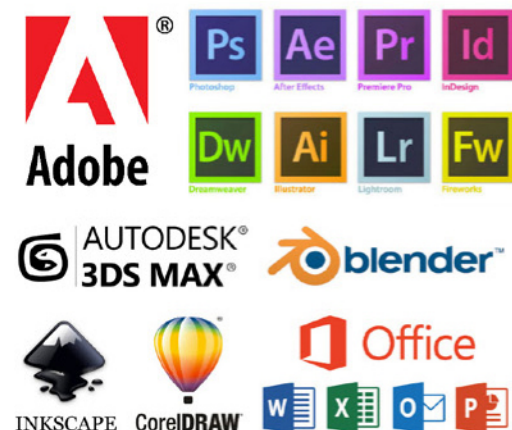 Adobe®
Ps Ae Pr Id
Photoshop After Effects Premiere Pro InDesign
Dw Ai Lr Fw
Dreamweaver Illustrator Lightroom Fireworks
AUTODESK®
3DS MAX®
blender™
INKSCAPE
CorelDRAW®
Office
W X O P